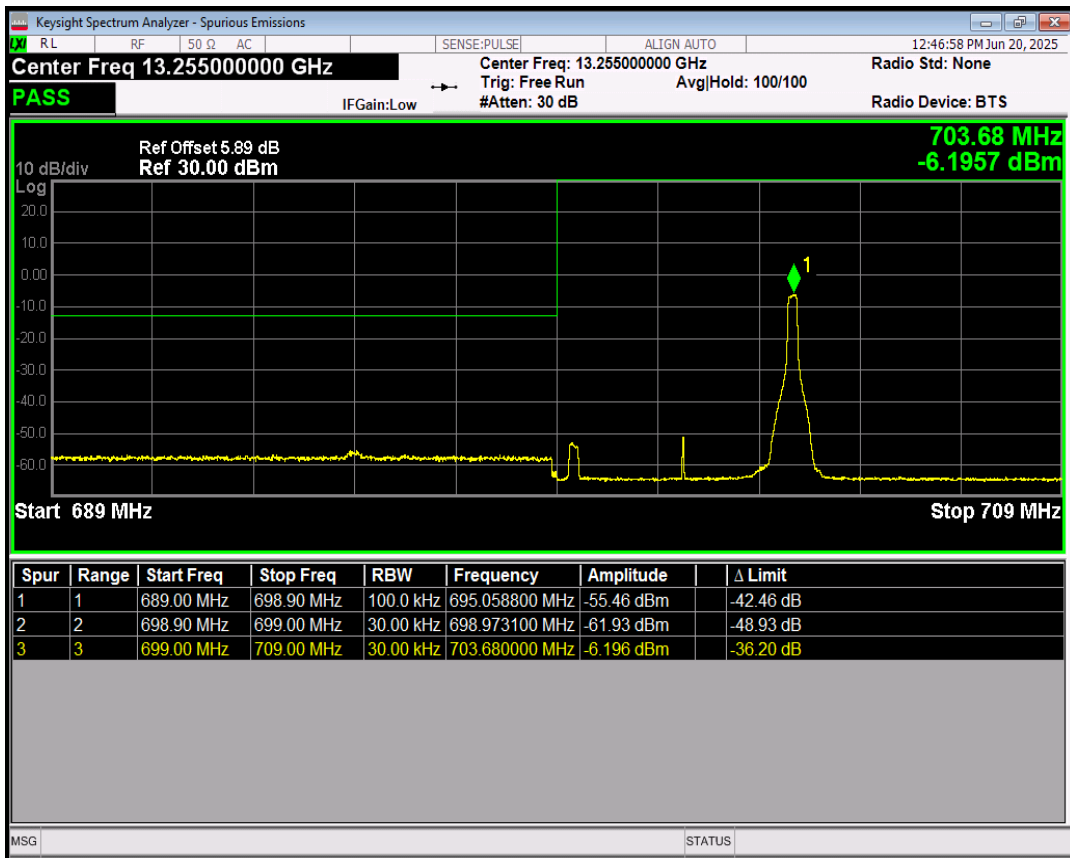 Keysight Spectrum Analyzer - Spurious Emissions
LXI RL RF 50 Ω AC SENSE:PULSE ALIGN AUTO 12:46:58 PM Jun 20, 2025
Center Freq 13.255000000 GHz Center Freq: 13.255000000 GHz Radio Std: None
Trig: Free Run Avg|Hold: 100/100
PASS IFGain:Low #Atten: 30 dB Radio Device: BTS
703.68 MHz
Ref Offset 5.89 dB
-6.1957 dBm
10 dB/div Ref 30.00 dBm
Log
20.0
10.0
1
0.00
-10.0
-20.0
-30.0
-40.0
-50.0
-60.0
Start 689 MHz Stop 709 MHz
Spur Range Start Freq Stop Freq RBW Frequency Amplitude Δ Limit
1 1 689.00 MHz 698.90 MHz 100.0 kHz 695.058800 MHz -55.46 dBm -42.46 dB
2 2 698.90 MHz 699.00 MHz 30.00 kHz 698.973100 MHz -61.93 dBm -48.93 dB
3 3 699.00 MHz 709.00 MHz 30.00 kHz 703.680000 MHz -6.196 dBm -36.20 dB
MSG STATUS